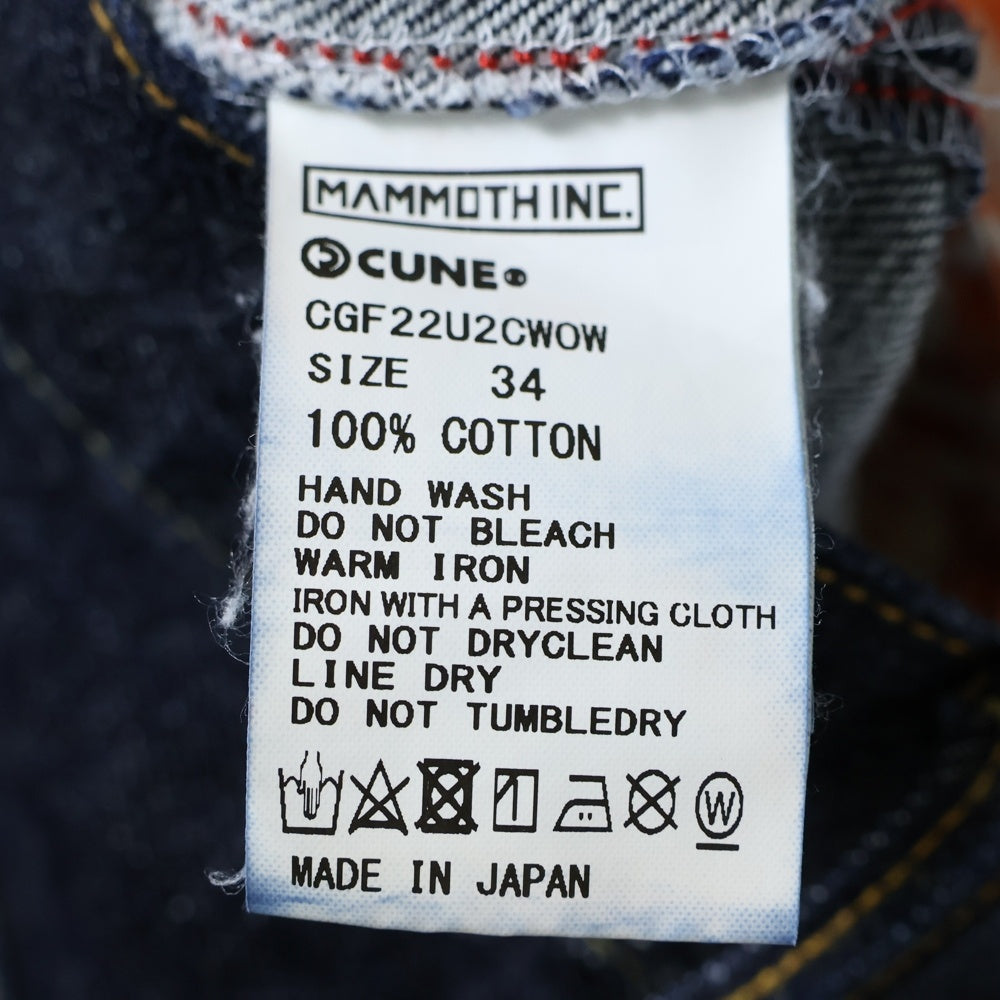 MAMMOTH INC.
CUNE
CGF22U2CWOW
SIZE 34
100% COTTON
HAND WASH
DO NOT BLEACH
WARM IRON
IRON WITH A PRESSING CLOTH
DO NOT DRYCLEAN
LINE DRY
DO NOT TUMBLEDRY
W
MADE IN JAPAN